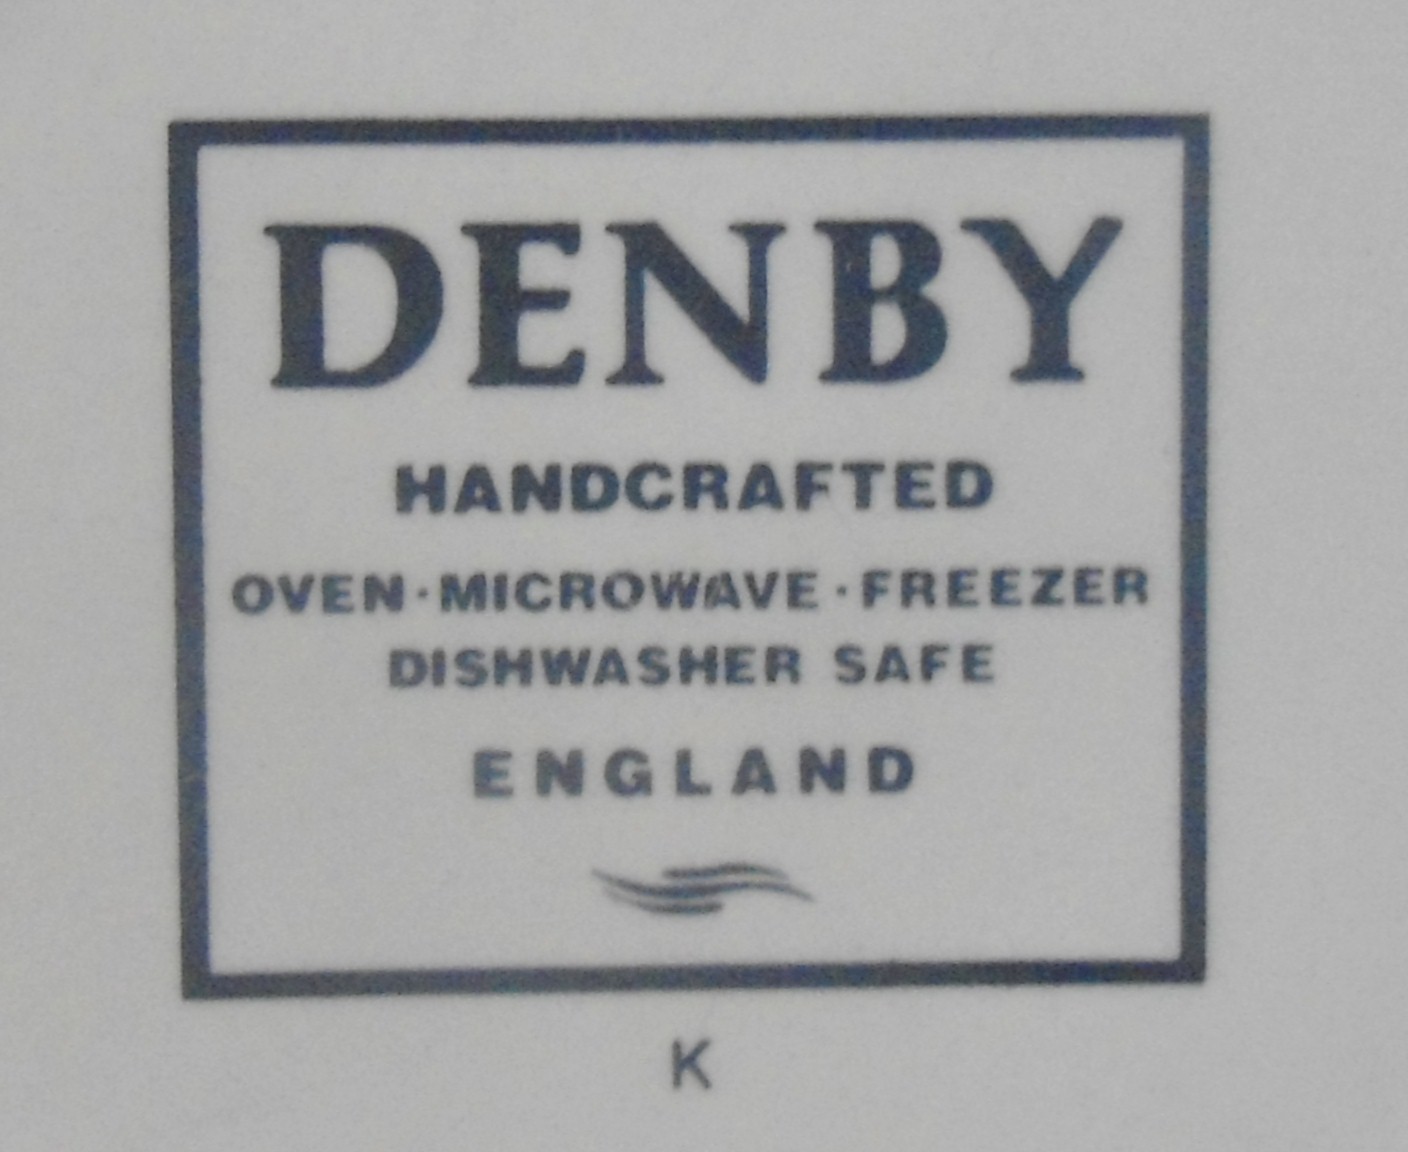 DENBY
HANDCRAFTED
OVEN·MICROWAVE·FREEZER
DISHWASHER SAFE
ENGLAND
K